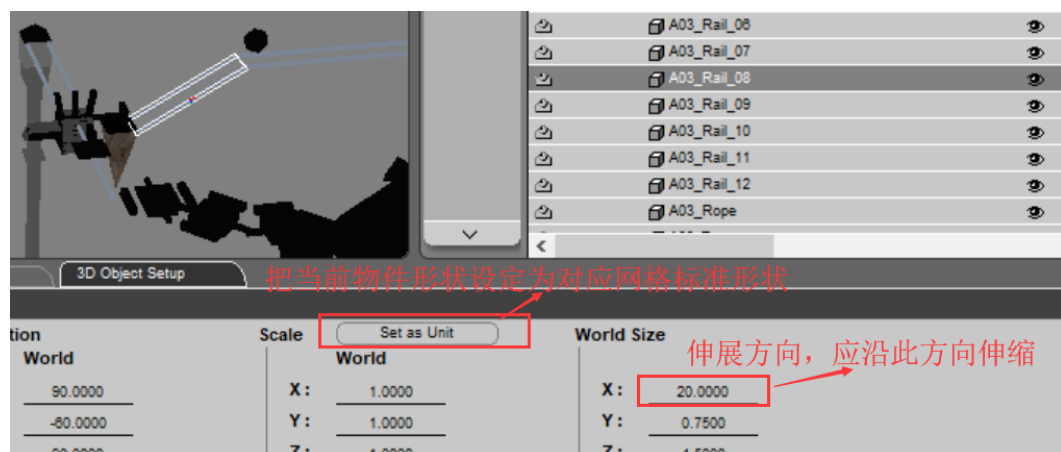 A03_Rail_06
A03_Rail_07
A03_Rail_08
A03_Rail_09
A03_Rail_10
A03_Rail_11
A03_Rail_12
A03_Rope
3D Object Setup
把当前物件形状设定为对应网格标准形状
tion Scale Set as Unit World Size
World World
伸展方向，应沿此方向伸缩
90.0000 X: 1.0000 X: 20.0000
-60.0000 Y: 1.0000 Y: 0.7500